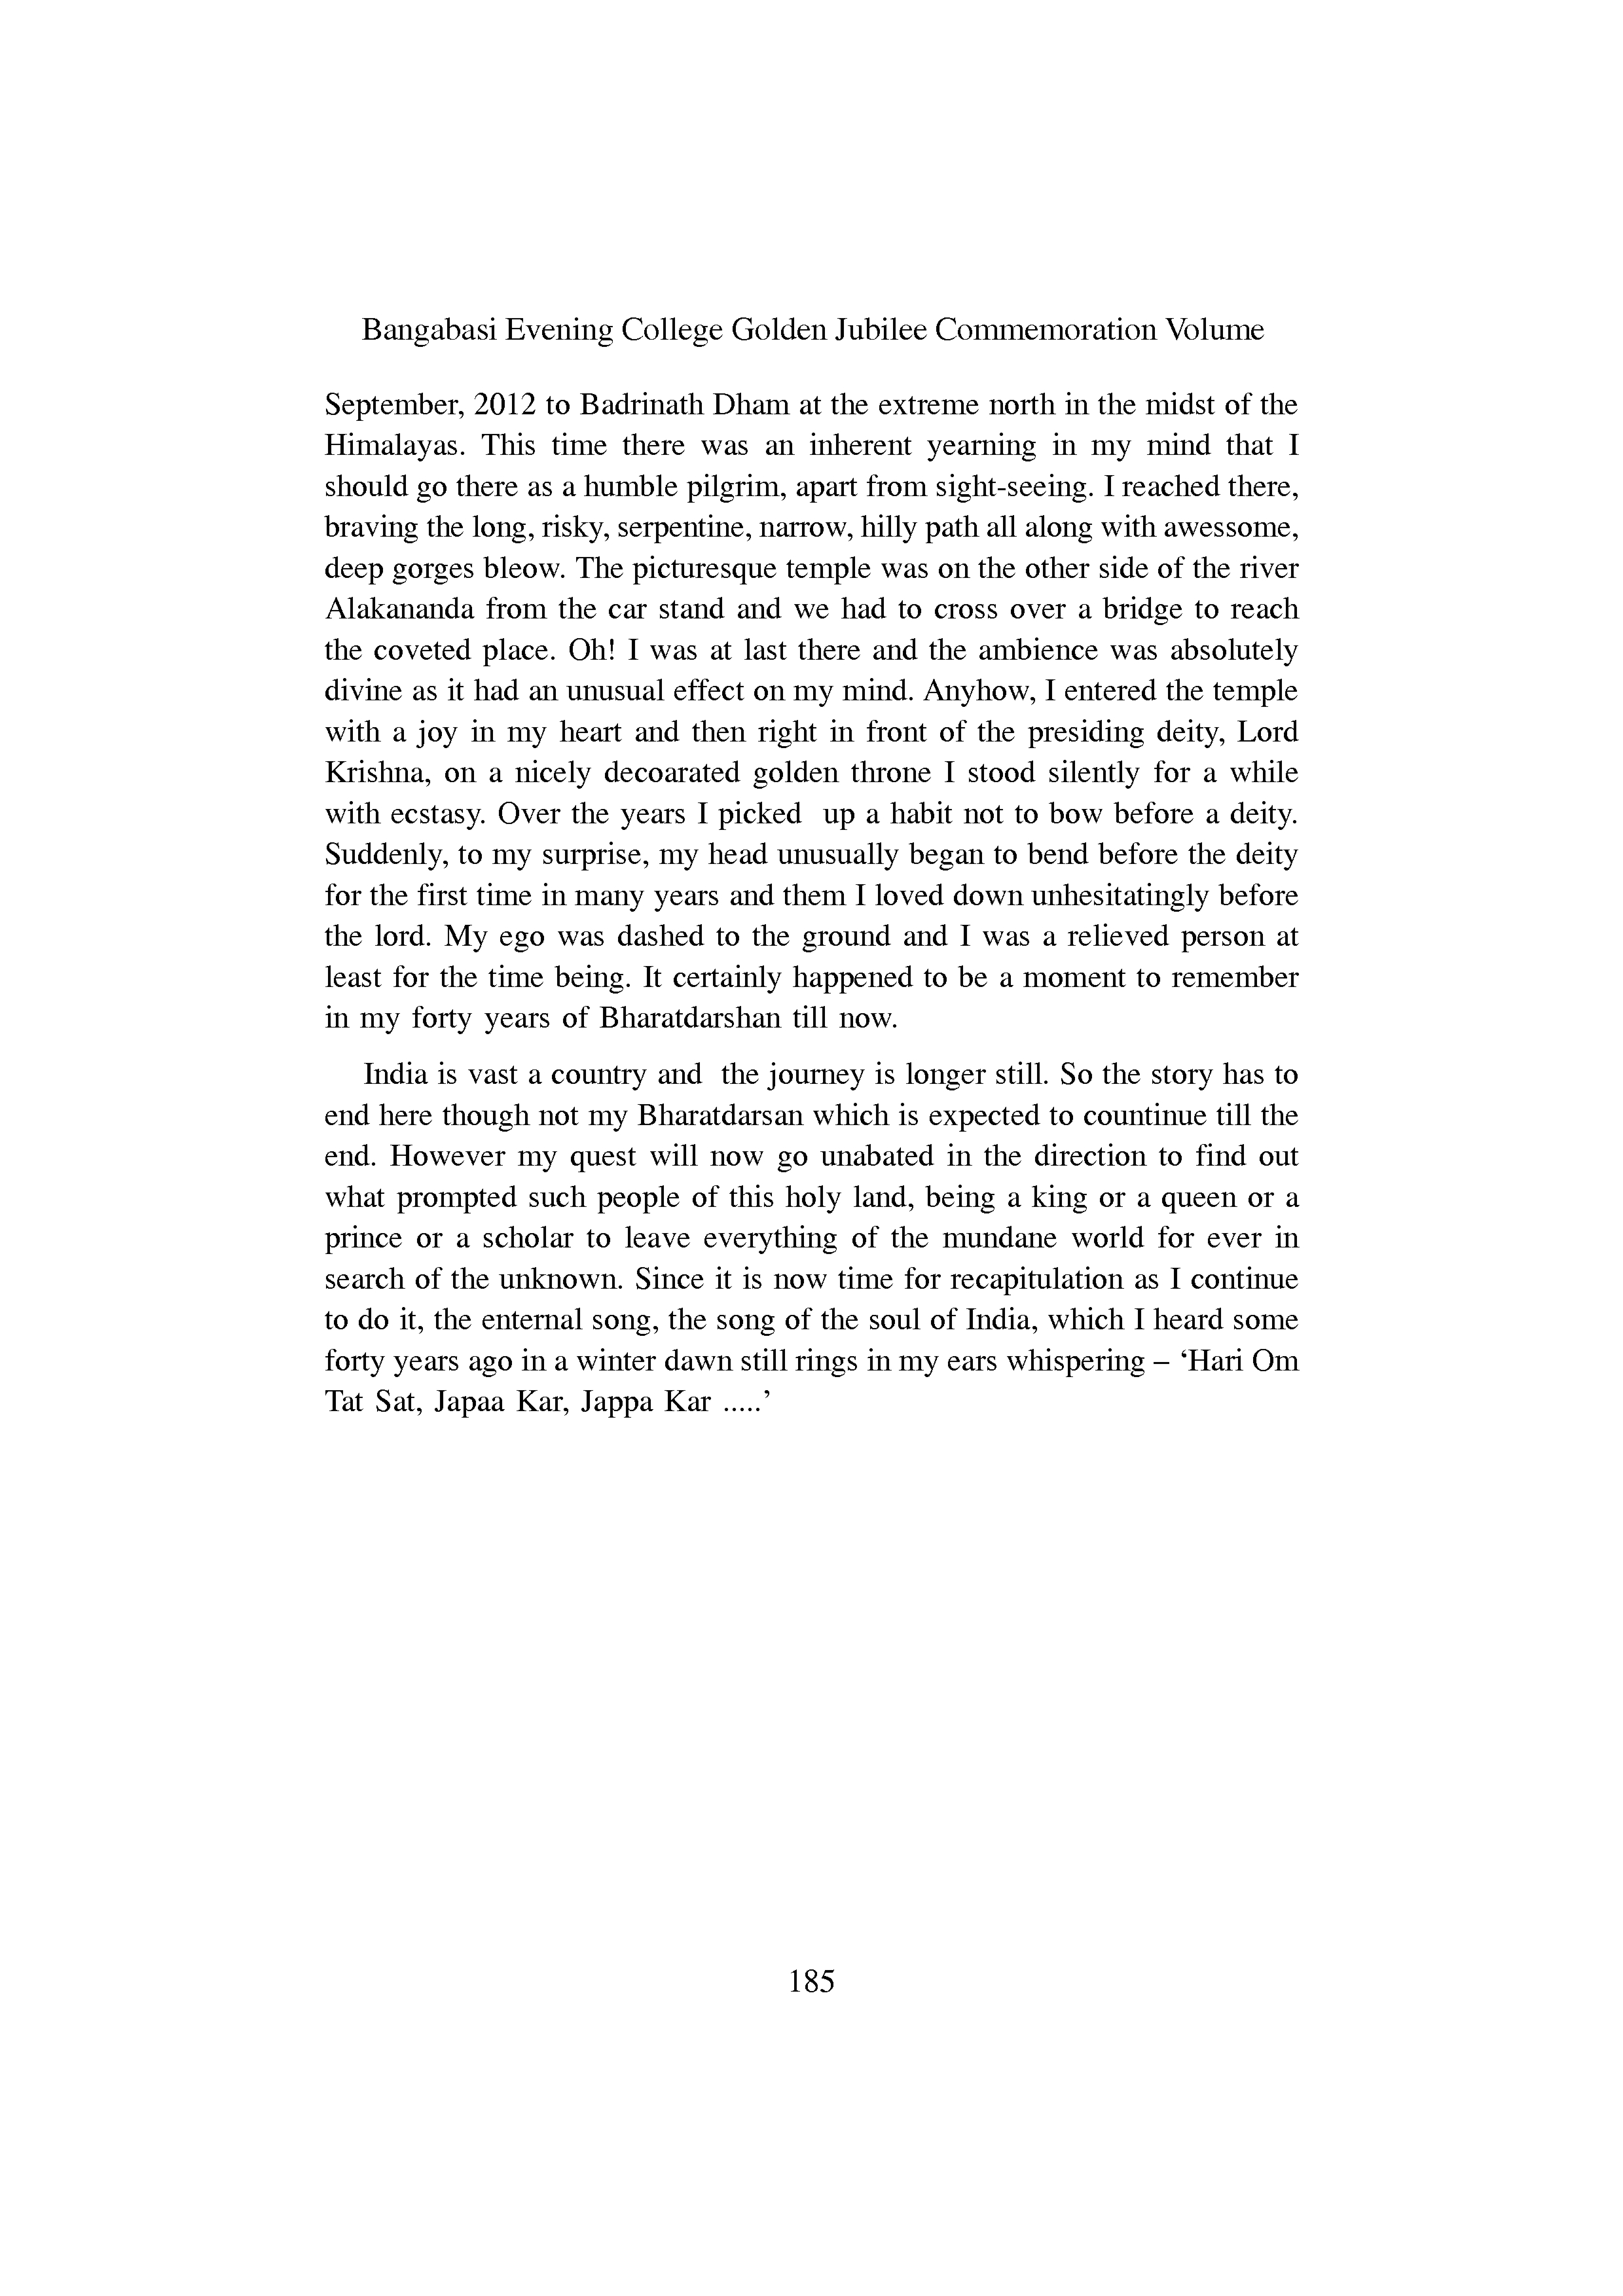 Bangabasi Evening College Golden Jubilee Commemoration Volume
September, 2012 to Badrinath Dham at the extreme north in the midst of the
Himalayas. This time there was an inherent yearning in my mind that I
should go there as a humble pilgrim, apart from sight-seeing. I reached there,
braving the long, risky, serpentine, narrow, hilly path all along with awessome,
deep gorges bleow. The picturesque temple was on the other side of the river
Alakananda from the car stand and we had to cross over a bridge to reach
the coveted place. Oh! I was at last there and the ambience was absolutely
divine as it had an unusual effect on my mind. Anyhow, I entered the temple
with a joy in my heart and then right in front of the presiding deity, Lord
Krishna, on a nicely decoarated golden throne I stood silently for a while
with ecstasy. Over the years I picked up a habit not to bow before a deity.
Suddenly, to my surprise, my head unusually began to bend before the deity
for the first time in many years and them I loved down unhesitatingly before
the lord. My ego was dashed to the ground and I was a relieved person at
least for the time being. It certainly happened to be a moment to remember
in my forty years of Bharatdarshan till now.
India is vast a country and the journey is longer still. So the story has to
end here though not my Bharatdarsan which is expected to countinue till the
end. However my quest will now go unabated in the direction to find out
what prompted such people of this holy land, being a king or a queen or a
prince or a scholar to leave everything of the mundane world for ever in
search of the unknown. Since it is now time for recapitulation as I continue
to do it, the enternal song, the song of the soul of India, which I heard some
forty years ago in a winter dawn still rings in my ears whispering – ‘Hari Om
Tat Sat, Japaa Kar, Jappa Kar .....’
185